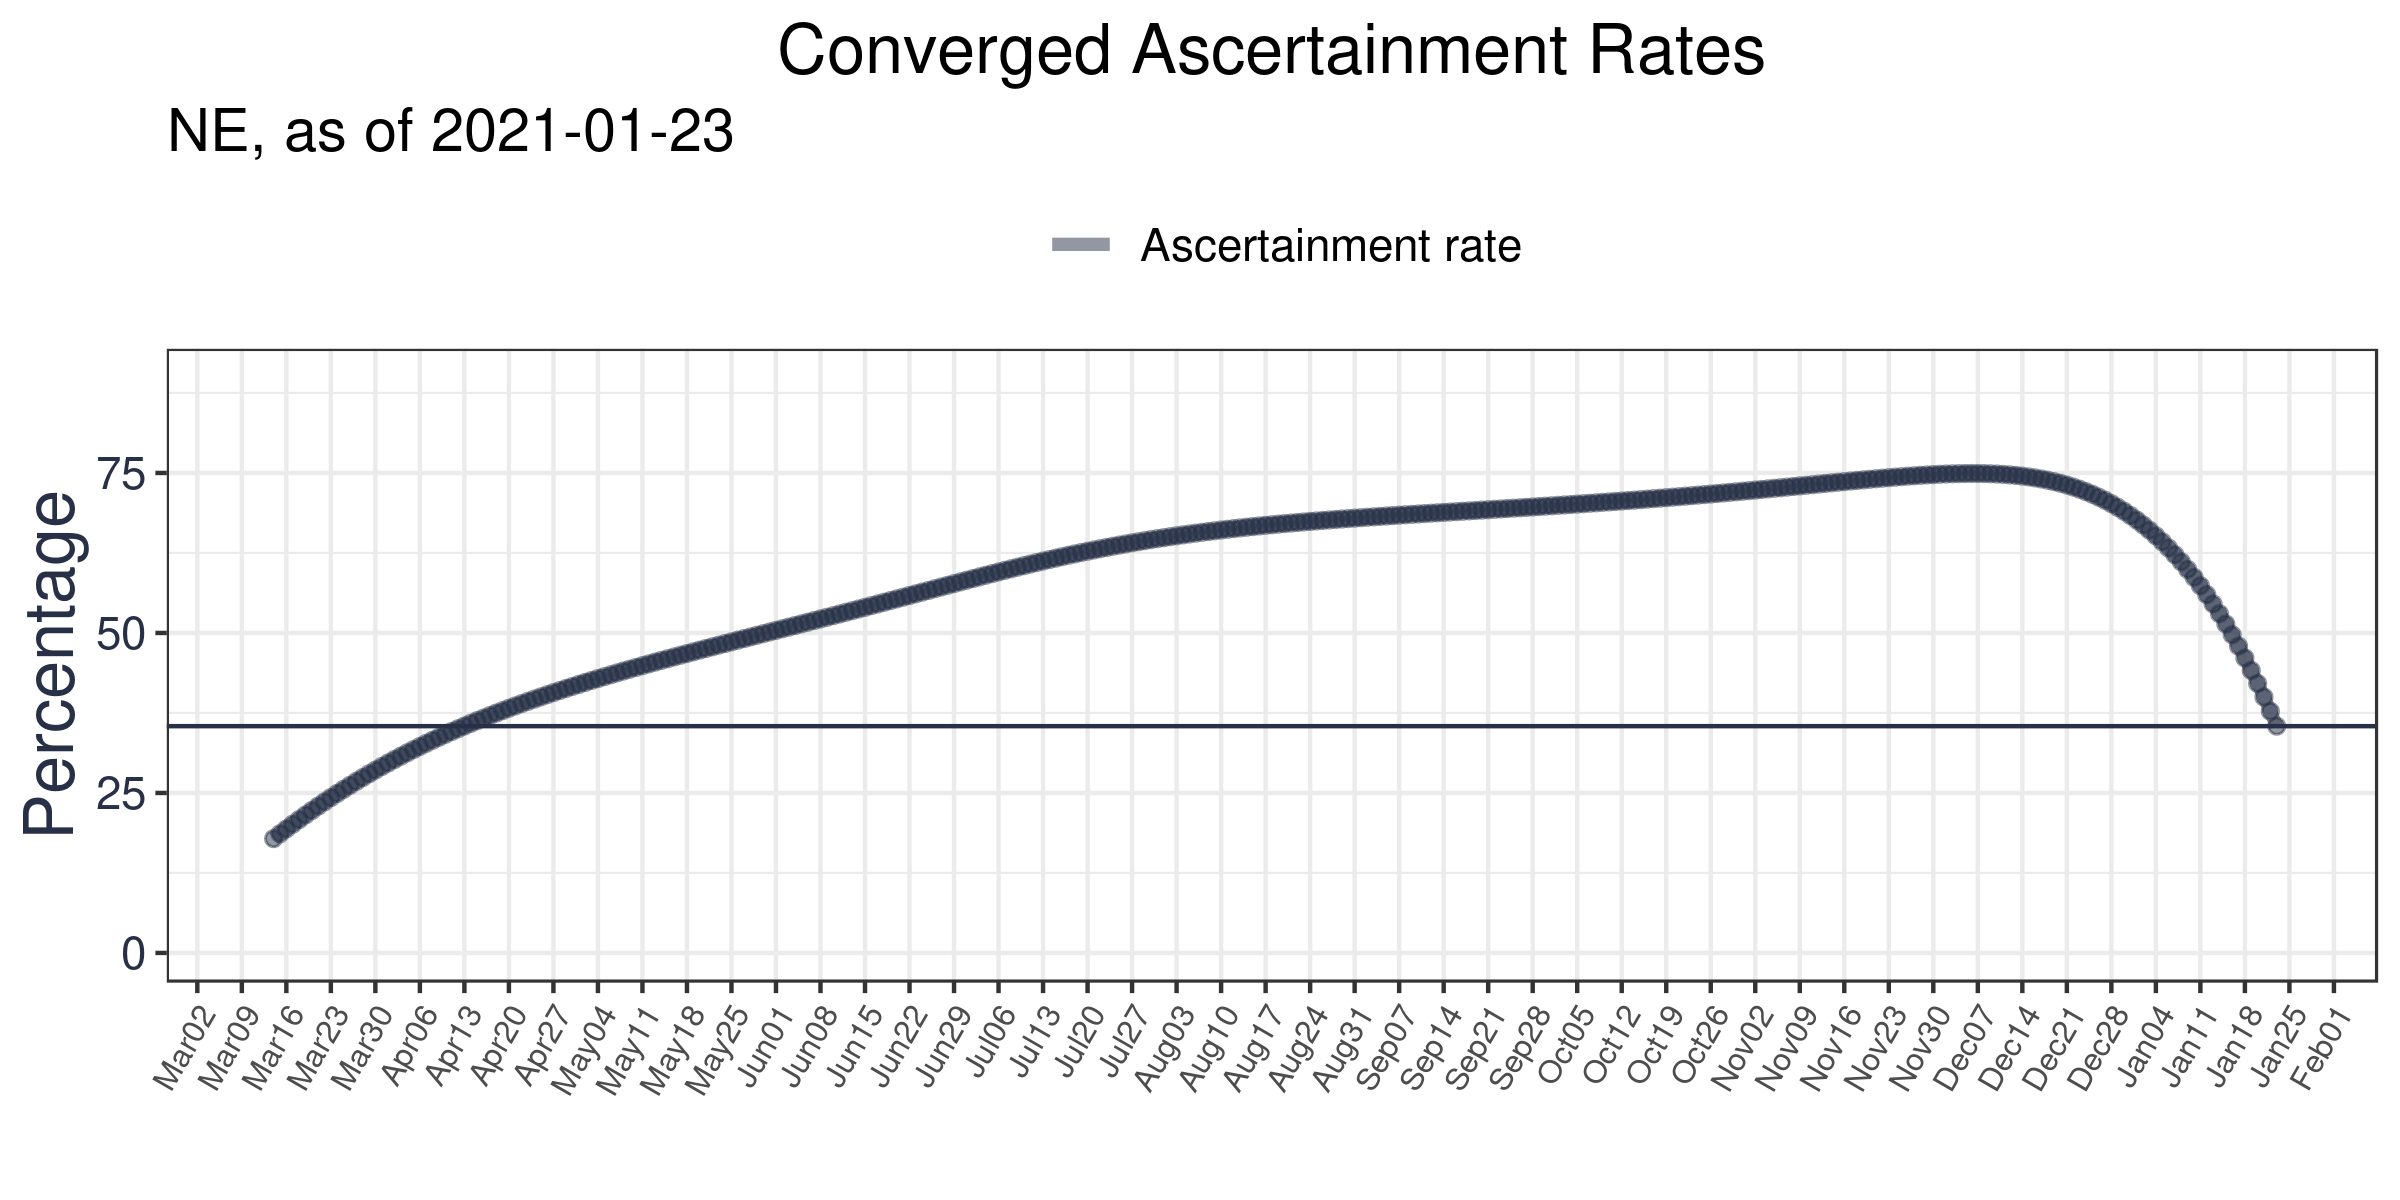 Converged Ascertainment Rates
NE, as of 2021-01-23
Ascertainment rate
Percentage
75
50
25
0
Mar02
Mar09
Mar16
Mar23
Mar30
Apr06
Apr13
Apr20
Apr27
May04
May11
May18
May25
Jun01
Jun08
Jun15
Jun22
Jun29
Jul06
Jul13
Jul20
Jul27
Aug03
Aug10
Aug17
Aug24
Aug31
Sep07
Sep14
Sep21
Sep28
Oct05
Oct12
Oct19
Oct26
Nov02
Nov09
Nov16
Nov23
Nov30
Dec07
Dec14
Dec21
Dec28
Jan04
Jan11
Jan18
Jan25
Feb01